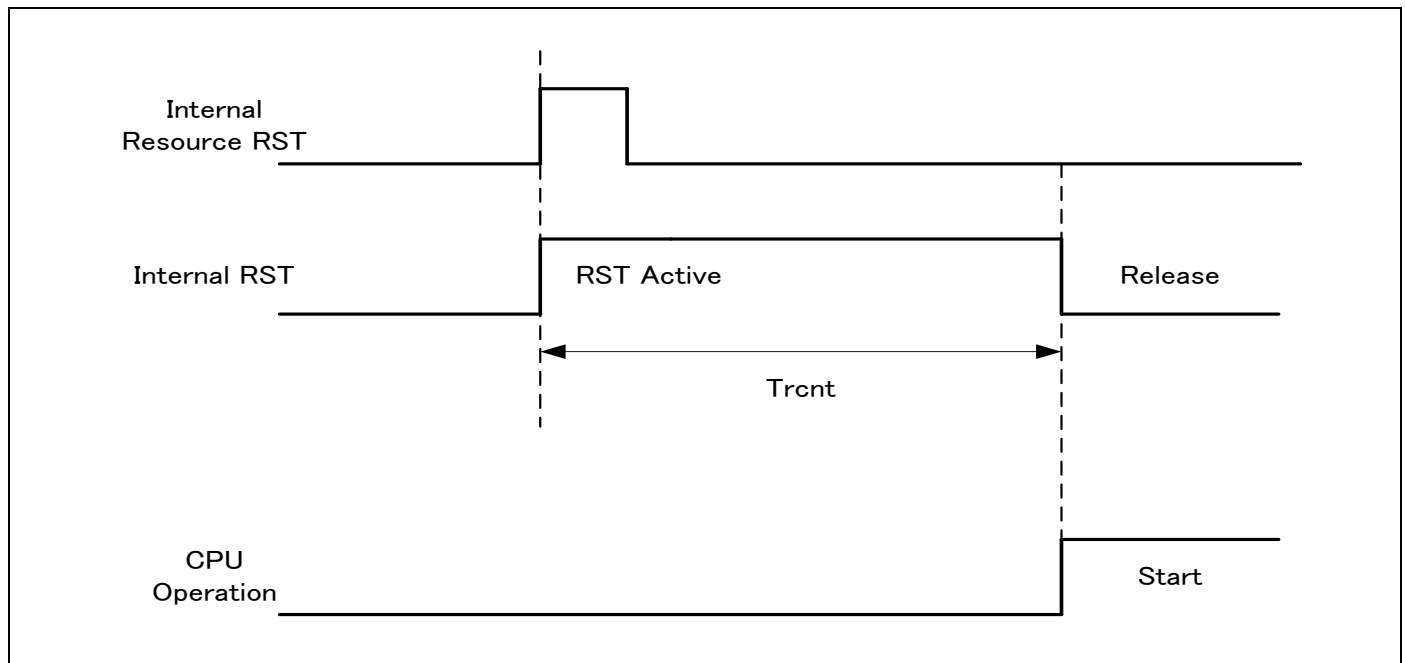 Internal
Resource RST
Internal RST
RST Active
Release
Trcnt
CPU
Operation
Start